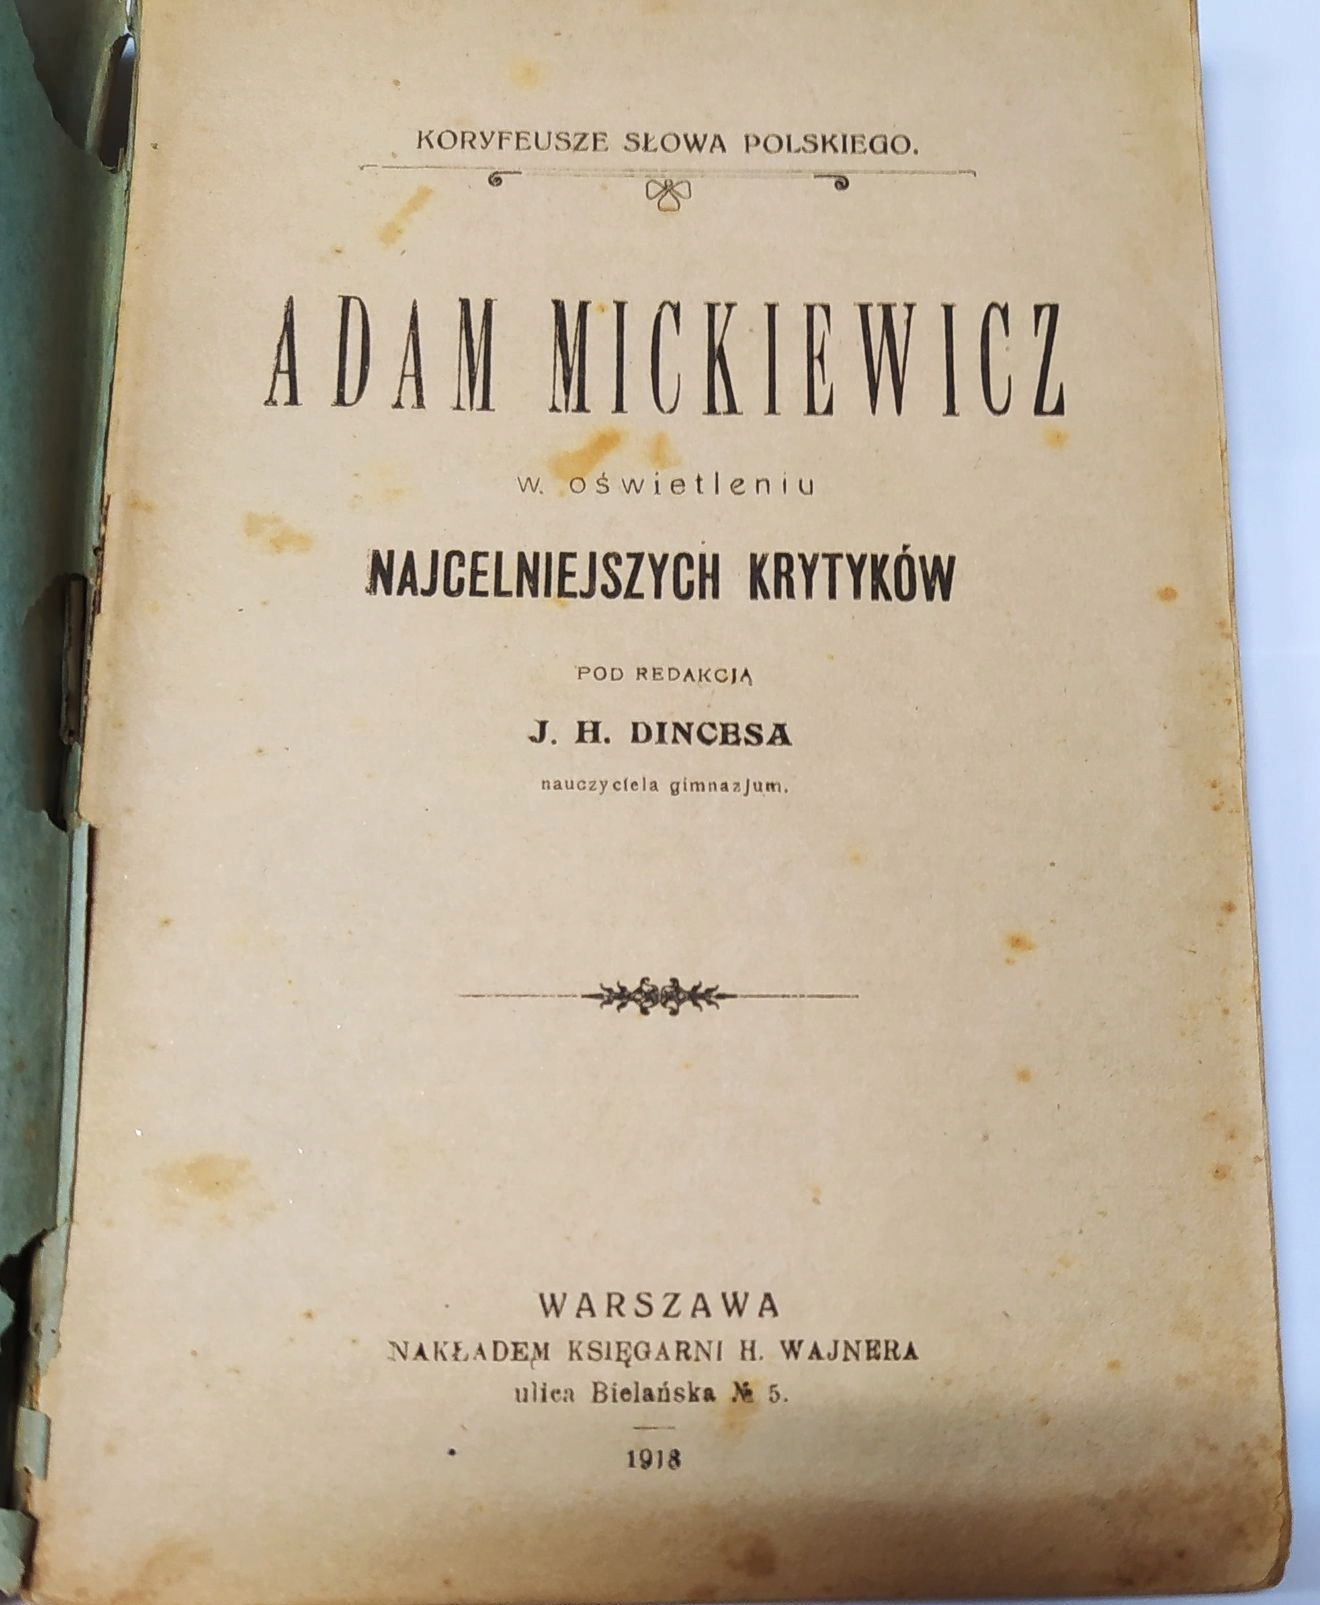 KORYFEUSZE SŁOWA POLSKIEGO.
ADAM MICKIEWICZ
w oświetleniu
NAJCELNIEJSZYCH KRYTYKÓW
POD REDAKCJĄ
J. H. DINCESA
nauczyciela gimnazjum.
WARSZAWA
NAKŁADEM KSIĘGARNI H. WAJNERA
ulica Bielańska № 5.
1918